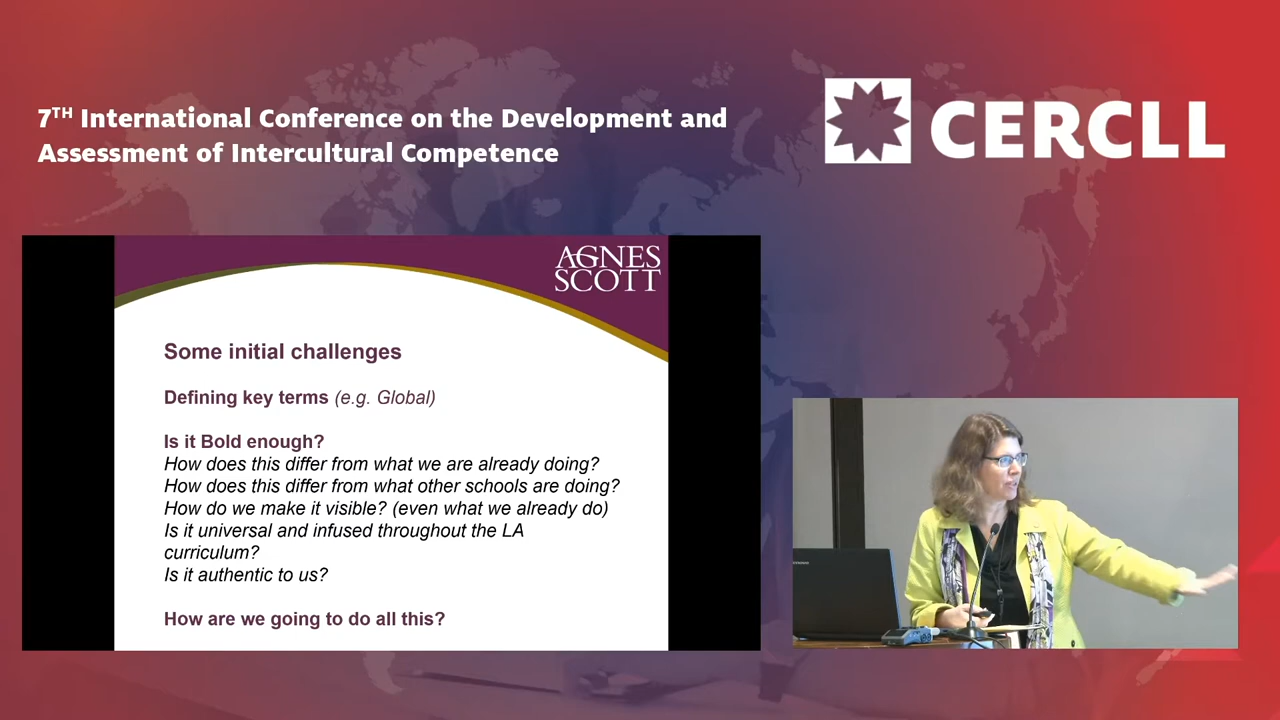 7TH International Conference on the Development and
Assessment of Intercultural Competence
CERCLL
AGNES
SCOTT
Some initial challenges
Defining key terms (e.g. Global)
Is it Bold enough?
How does this differ from what we are already doing?
How does this differ from what other schools are doing?
How do we make it visible? (even what we already do)
Is it universal and infused throughout the LA
curriculum?
Is it authentic to us?
How are we going to do all this?